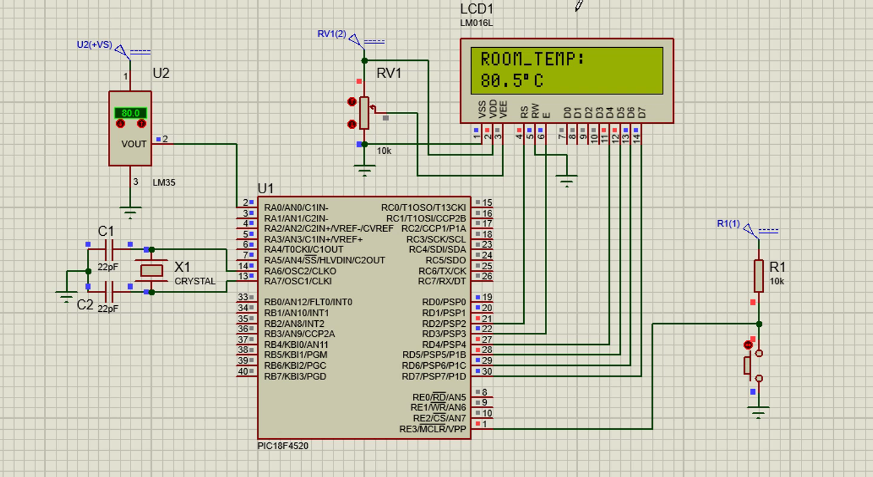 LCD1
LM016L
ROOM_TEMP:
80.5°C
VSS
VDD
VEE
RS
RW
E
D0
D1
D2
D3
D4
D5
D6
D7
1
2
3
4
5
6
7
8
9
10
11
12
13
14
U2(+VS)
1
U2
80.0
VOUT
2
3
LM35
RV1(2)
RV1
10k
U1
2
RA0/AN0/C1IN-
3
RA1/AN1/C2IN-
4
RA2/AN2/C2IN+/VREF-/CVREF
5
RA3/AN3/C1IN+/VREF+
6
RA4/T0CKI/C1OUT
7
RA5/AN4/SS/HLVDIN/C2OUT
14
RA6/OSC2/CLKO
13
RA7/OSC1/CLKI
33
RB0/AN12/FLT0/INT0
34
RB1/AN10/INT1
35
RB2/AN8/INT2
36
RB3/AN9/CCP2A
37
RB4/KBI0/AN11
38
RB5/KBI1/PGM
39
RB6/KBI2/PGC
40
RB7/KBI3/PGD
RC0/T1OSO/T13CKI
15
RC1/T1OSI/CCP2B
16
RC2/CCP1/P1A
17
RC3/SCK/SCL
18
RC4/SDI/SDA
23
RC5/SDO
24
RC6/TX/CK
25
RC7/RX/DT
26
RD0/PSP0
19
RD1/PSP1
20
RD2/PSP2
21
RD3/PSP3
22
RD4/PSP4
27
RD5/PSP5/P1B
28
RD6/PSP6/P1C
29
RD7/PSP7/P1D
30
RE0/RD/AN5
8
RE1/WR/AN6
9
RE2/CS/AN7
10
RE3/MCLR/VPP
1
PIC18F4520
C1
22pF
C2
22pF
X1
CRYSTAL
R1(1)
R1
10k